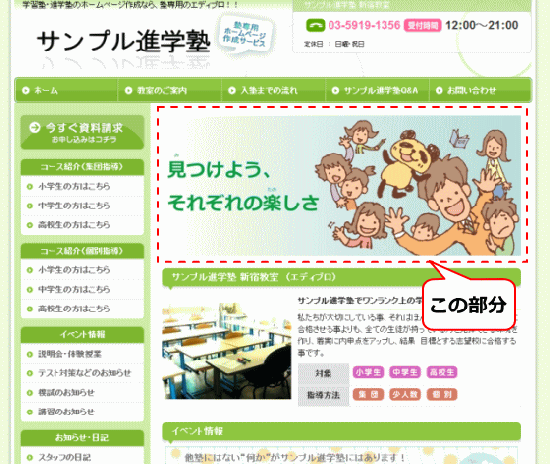 学習塾・進学塾のホームページ作成なら、塾専用のエディプロ！！
サンプル進学塾 新宿教室
サンプル進学塾
塾専用
ホームページ
作成サービス
03-5919-1356 受付時間 12:00～21:00
定休日 ： 日曜・祝日
ホーム
教室のご案内
入塾までの流れ
サンプル進学塾Q&A
お問い合わせ
今すぐ資料請求
お申し込みはコチラ
コース紹介(集団指導)
小学生の方はこちら
中学生の方はこちら
高校生の方はこちら
コース紹介(個別指導)
小学生の方はこちら
中学生の方はこちら
高校生の方はこちら
イベント情報
説明会・体験授業
テスト対策などのお知らせ
模試のお知らせ
講習のお知らせ
お知らせ・日記
スタッフの日記
見つけよう、
それぞれの楽しさ
この部分
サンプル進学塾 新宿教室 （エディプロ）
サンプル進学塾でワンランク上の学
私たちが大切にしている事、それはま
合格させる事よりも、全ての生徒が持
作り、着実に内申点をアップし、結果 目標とする志望校に合格する
事です。
対象 小学生 中学生 高校生
指導方法 集団 少人数 個別
イベント情報
他塾にはない“何か”がサンプル進学塾にはあります！